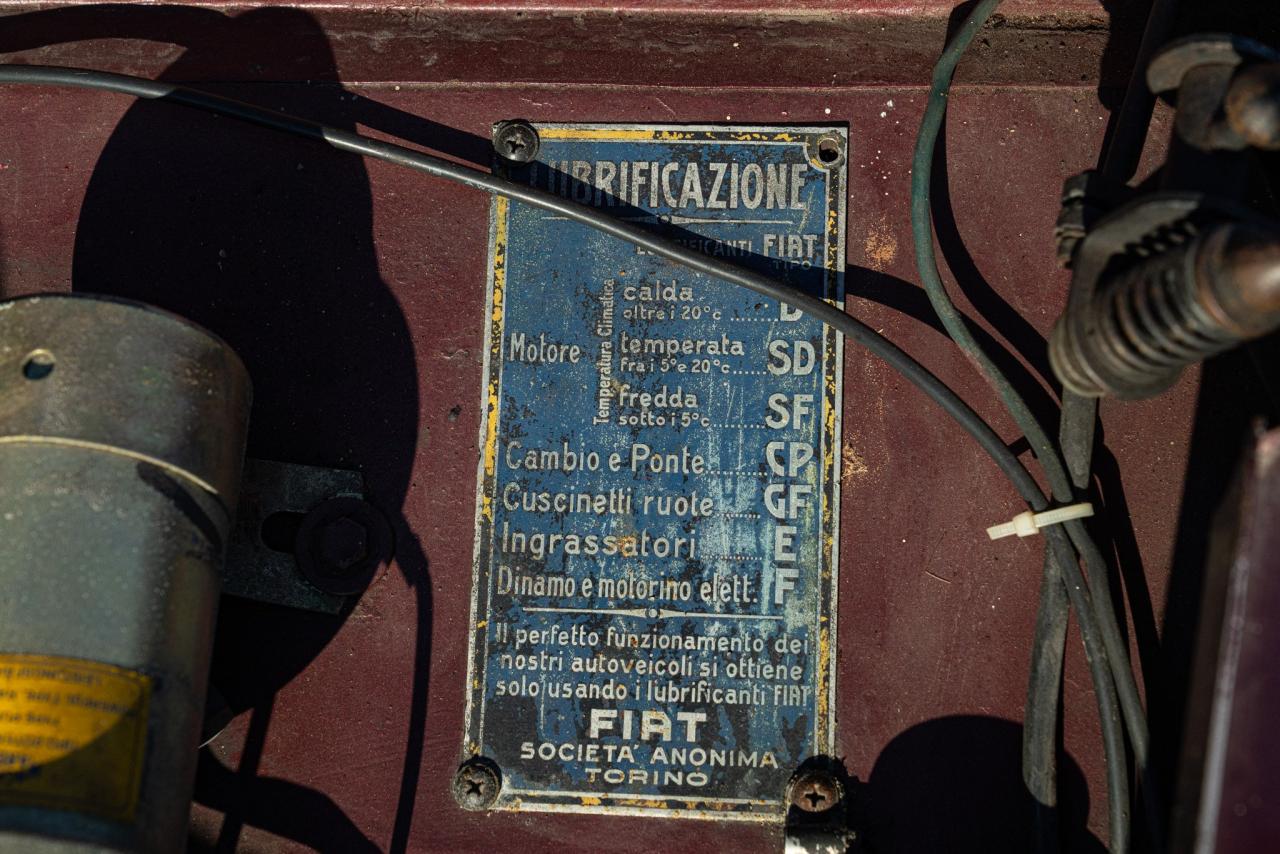 LUBRIFICAZIONE
LUBRIFICANTI FIAT
TIPO
Temperatura Climatica
calda
oltre i 20°c ....... D
Motore temperata
fra i 5° e 20°c ..... SD
fredda
sotto i 5°c ........ SF
Cambio e Ponte ...... CP
Cuscinetti ruote ..... GF
Ingrassatori ........ E
Dinamo e motorino elett. F
Il perfetto funzionamento dei
nostri autoveicoli si ottiene
solo usando i lubrificanti FIAT
FIAT
SOCIETA' ANONIMA
TORINO